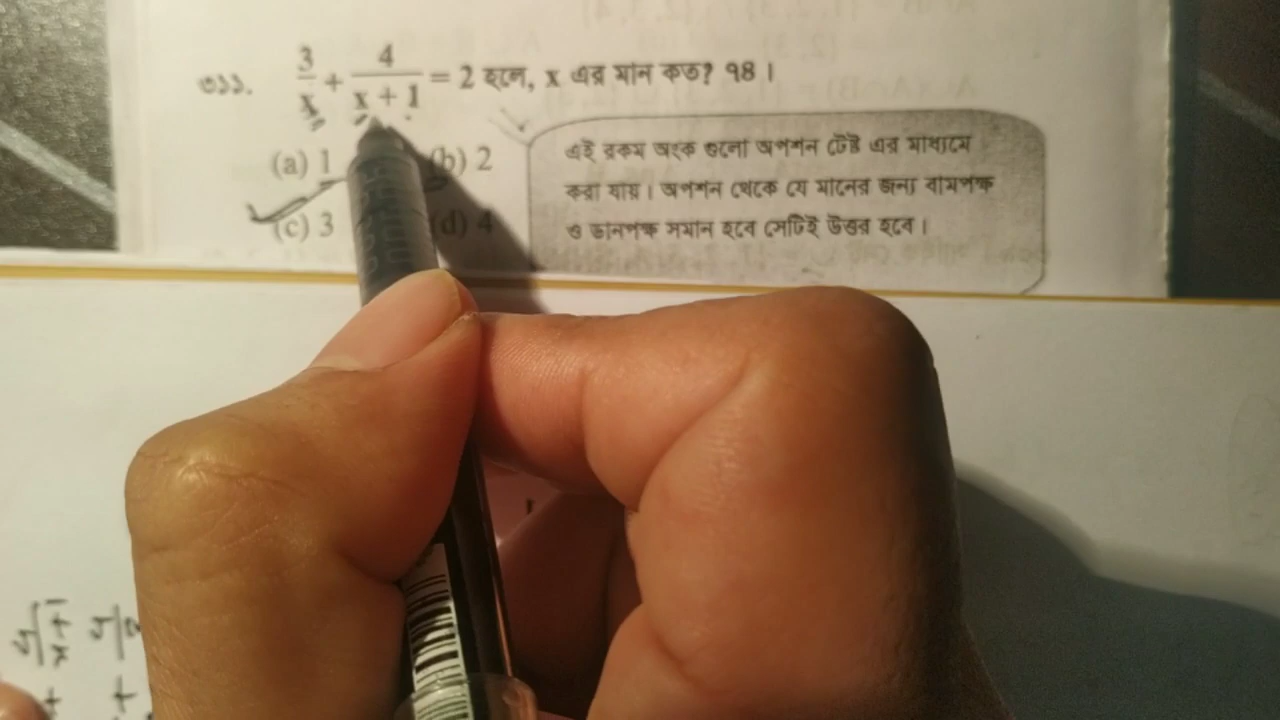 ৩১১. 3/x + 4/(x + 1) = 2 হলে, x এর মান কত? ৭৪।
(a) 1 (b) 2
(c) 3 (d) 4
এই রকম অংক গুলো অপশন টেষ্ট এর মাধ্যমে
করা যায়। অপশন থেকে যে মানের জন্য বামপক্ষ
ও ডানপক্ষ সমান হবে সেটিই উত্তর হবে।